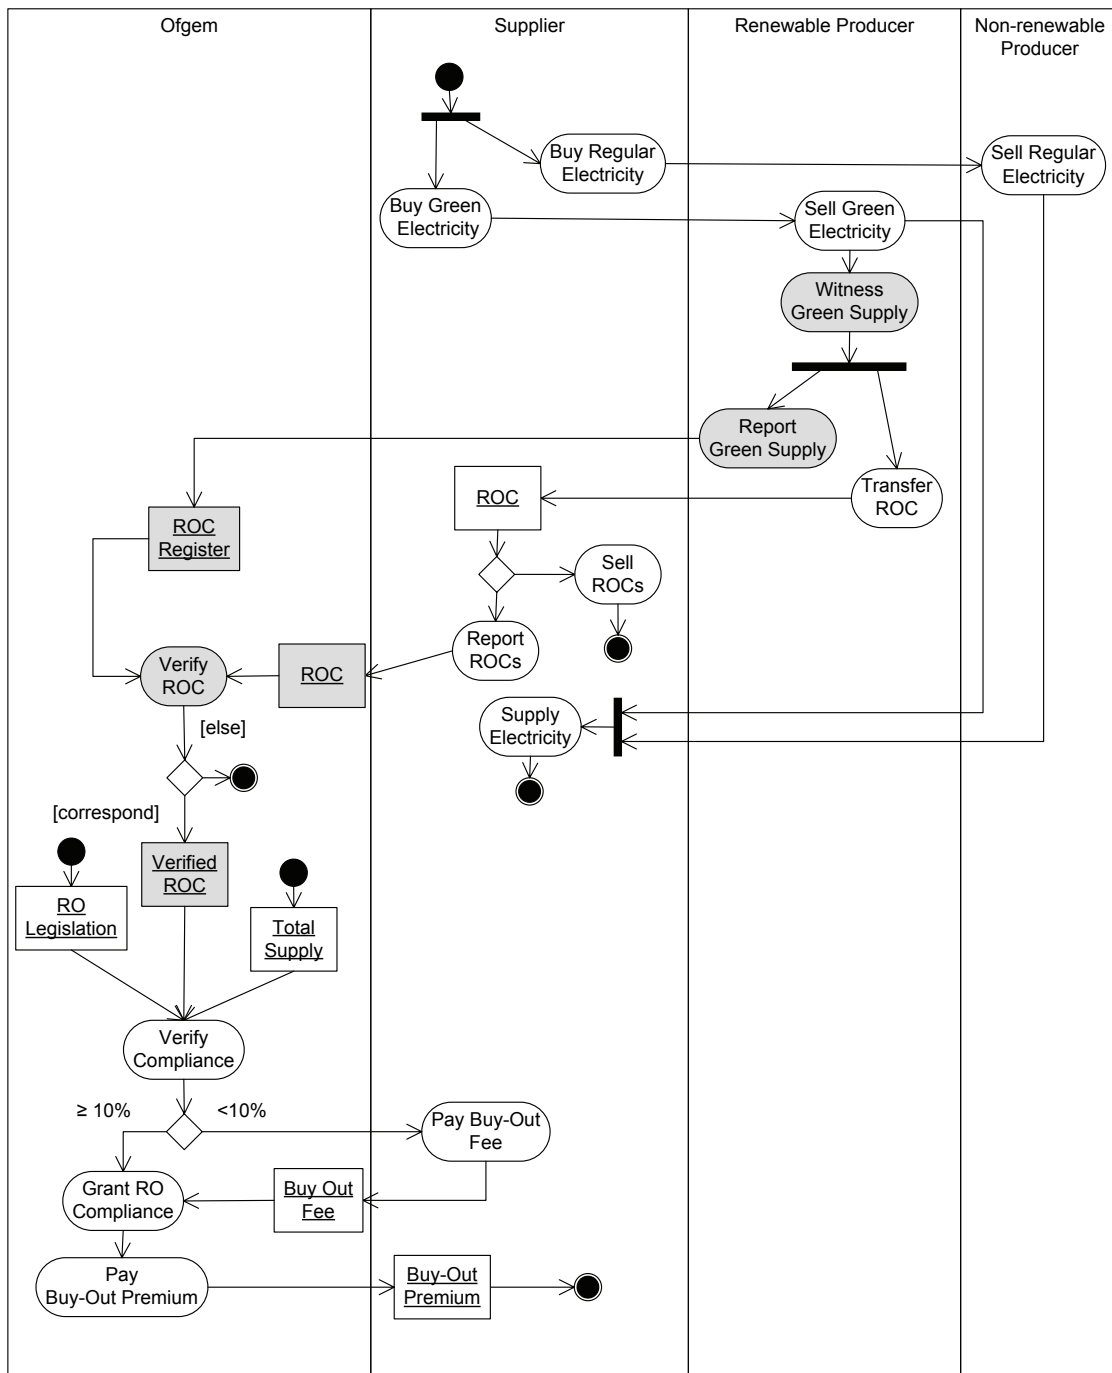 Ofgem
Supplier
Renewable Producer
Non-renewable
Producer
Buy Regular
Electricity
Sell Regular
Electricity
Buy Green
Electricity
Sell Green
Electricity
Witness
Green Supply
Report
Green Supply
Transfer
ROC
ROC
ROC
Register
Sell
ROCs
Report
ROCs
Verify
ROC
ROC
[else]
Supply
Electricity
[correspond]
Verified
ROC
RO
Legislation
Total
Supply
Verify
Compliance
≥ 10%
<10%
Pay Buy-Out
Fee
Grant RO
Compliance
Buy Out
Fee
Pay
Buy-Out Premium
Buy-Out
Premium